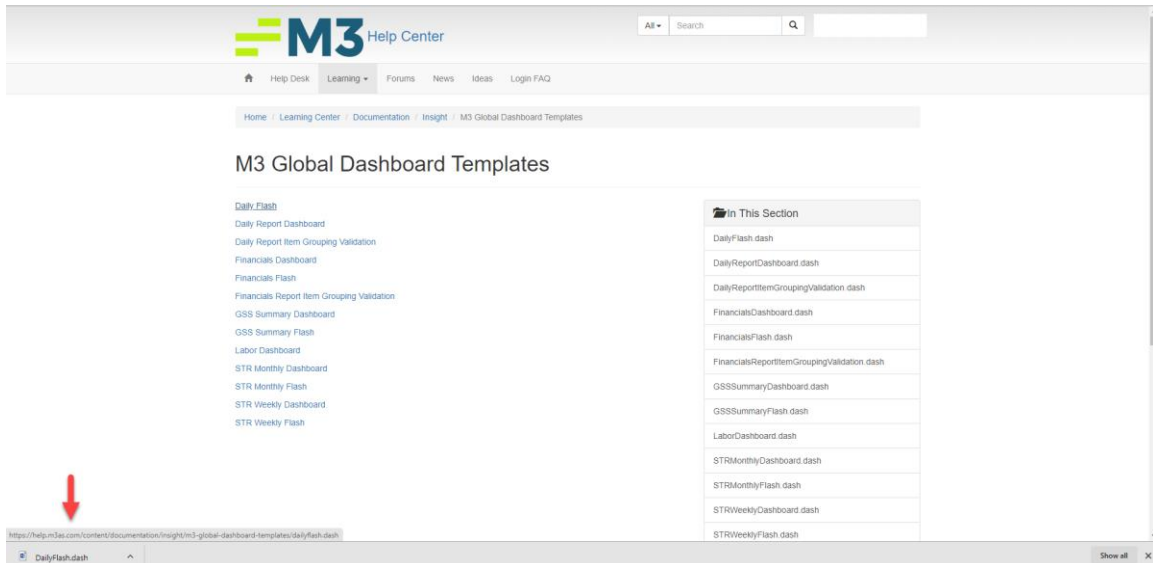 M3 Help Center
All Search
Help Desk Learning Forums News Ideas Login FAQ
Home / Learning Center / Documentation / Insight / M3 Global Dashboard Templates
M3 Global Dashboard Templates
Daily Flash
Daily Report Dashboard
Daily Report Item Grouping Validation
Financials Dashboard
Financials Flash
Financials Report Item Grouping Validation
GSS Summary Dashboard
GSS Summary Flash
Labor Dashboard
STR Monthly Dashboard
STR Monthly Flash
STR Weekly Dashboard
STR Weekly Flash
In This Section
DailyFlash.dash
DailyReportDashboard.dash
DailyReportItemGroupingValidation.dash
FinancialsDashboard.dash
FinancialsFlash.dash
FinancialsReportItemGroupingValidation.dash
GSSSummaryDashboard.dash
GSSSummaryFlash.dash
LaborDashboard.dash
STRMonthlyDashboard.dash
STRMonthlyFlash.dash
STRWeeklyDashboard.dash
STRWeeklyFlash.dash
https://help.m3as.com/content/documentation/insight/m3-global-dashboard-templates/dailyflash.dash
DailyFlash.dash
Show all